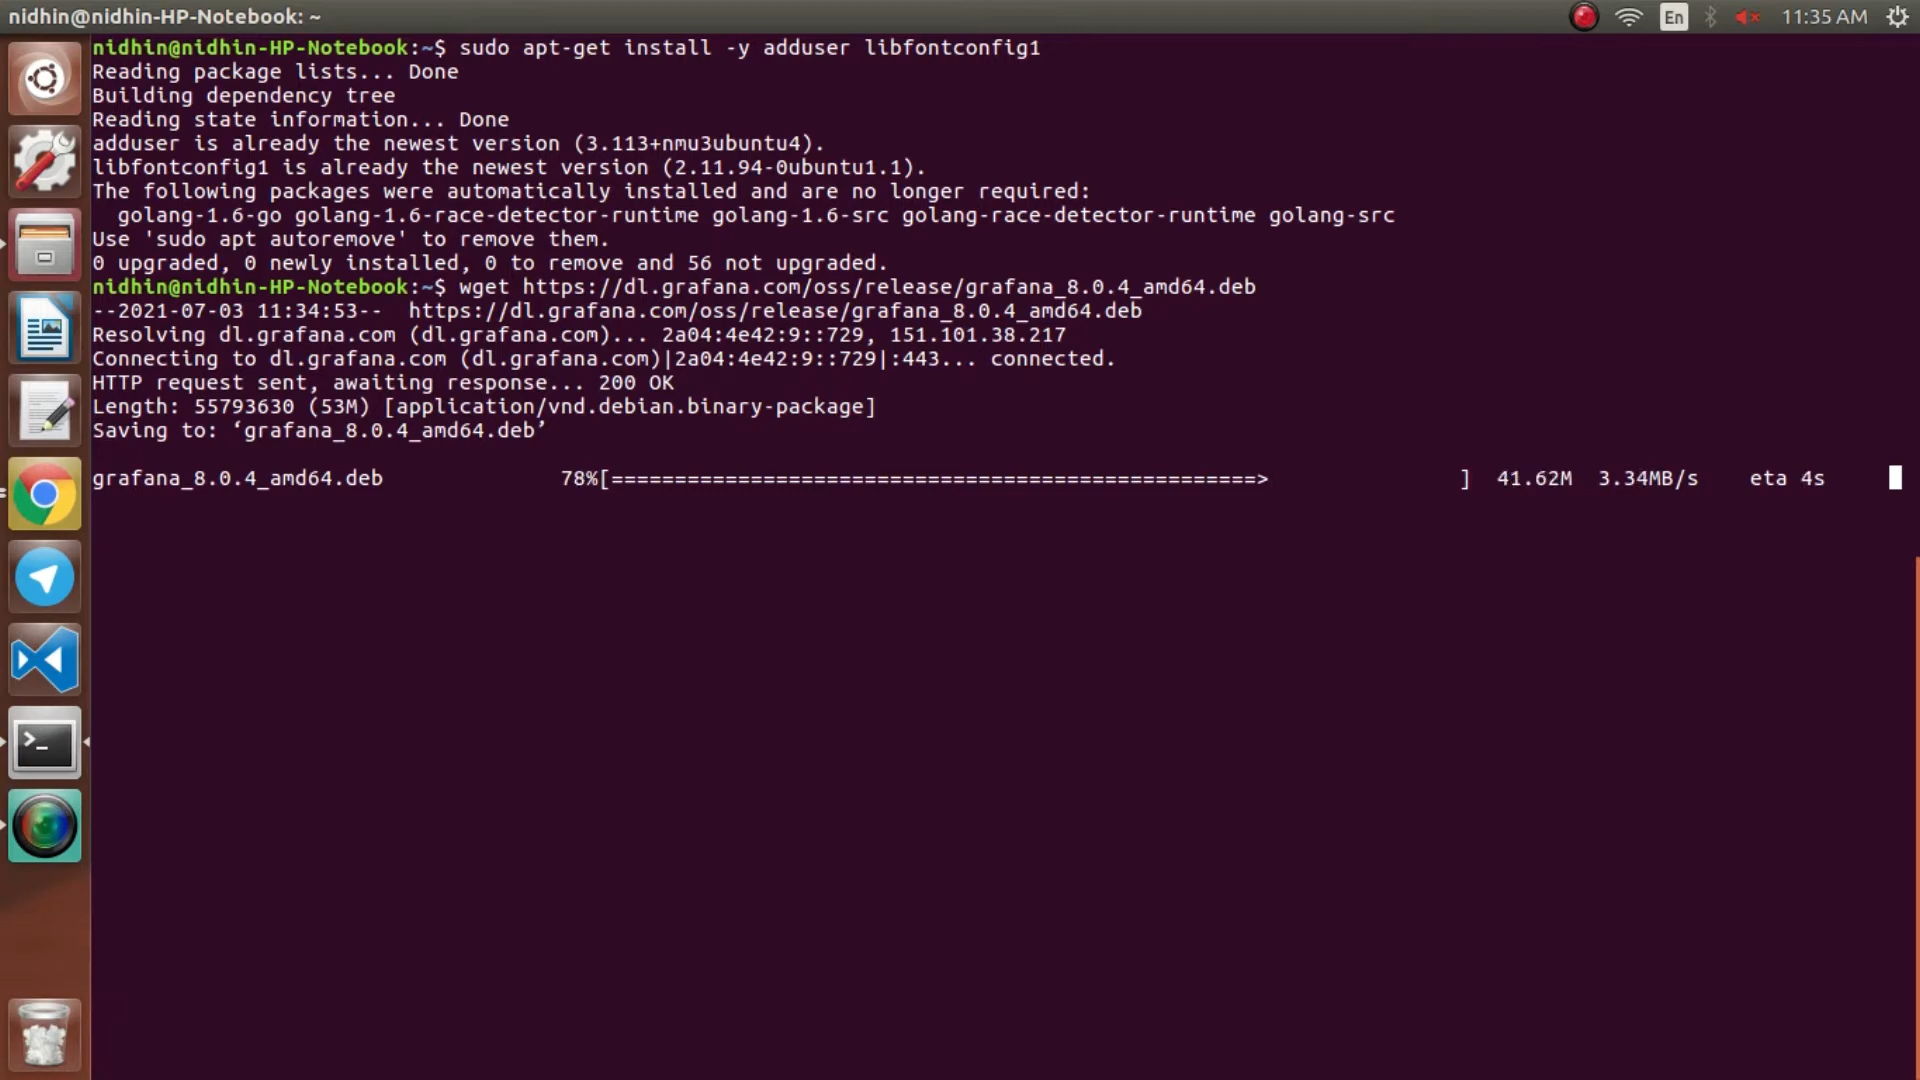 nidhin@nidhin-HP-Notebook: ~
En
11:35 AM
nidhin@nidhin-HP-Notebook:~$ sudo apt-get install -y adduser libfontconfig1
Reading package lists... Done
Building dependency tree
Reading state information... Done
adduser is already the newest version (3.113+nmu3ubuntu4).
libfontconfig1 is already the newest version (2.11.94-0ubuntu1.1).
The following packages were automatically installed and are no longer required:
  golang-1.6-go golang-1.6-race-detector-runtime golang-1.6-src golang-race-detector-runtime golang-src
Use 'sudo apt autoremove' to remove them.
0 upgraded, 0 newly installed, 0 to remove and 56 not upgraded.
nidhin@nidhin-HP-Notebook:~$ wget https://dl.grafana.com/oss/release/grafana_8.0.4_amd64.deb
--2021-07-03 11:34:53--  https://dl.grafana.com/oss/release/grafana_8.0.4_amd64.deb
Resolving dl.grafana.com (dl.grafana.com)... 2a04:4e42:9::729, 151.101.38.217
Connecting to dl.grafana.com (dl.grafana.com)|2a04:4e42:9::729|:443... connected.
HTTP request sent, awaiting response... 200 OK
Length: 55793630 (53M) [application/vnd.debian.binary-package]
Saving to: ‘grafana_8.0.4_amd64.deb’
grafana_8.0.4_amd64.deb 78%[===================================================> ] 41.62M 3.34MB/s eta 4s